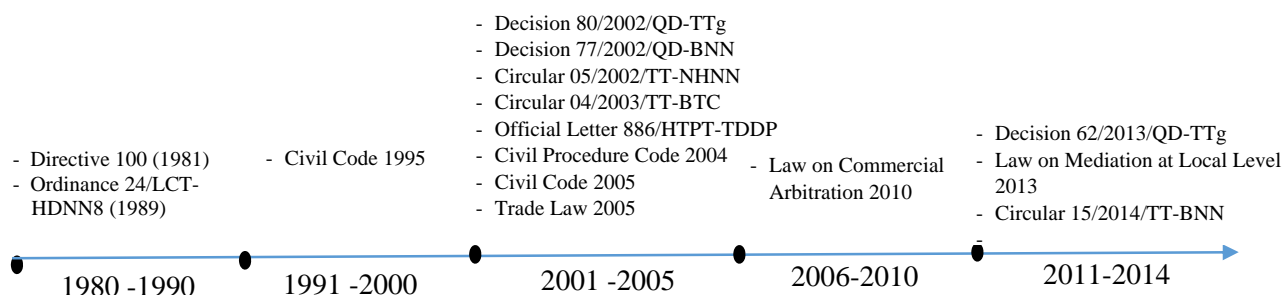 - Directive 100 (1981)
- Ordinance 24/LCT-
HDNN8 (1989)
- Civil Code 1995
- Decision 80/2002/QD-TTg
- Decision 77/2002/QD-BNN
- Circular 05/2002/TT-NHNN
- Circular 04/2003/TT-BTC
- Official Letter 886/HTPT-TDDP
- Civil Procedure Code 2004
- Civil Code 2005
- Trade Law 2005
- Law on Commercial
Arbitration 2010
- Decision 62/2013/QD-TTg
- Law on Mediation at Local Level
2013
- Circular 15/2014/TT-BNN
-
1980 -1990
1991 -2000
2001 -2005
2006-2010
2011-2014